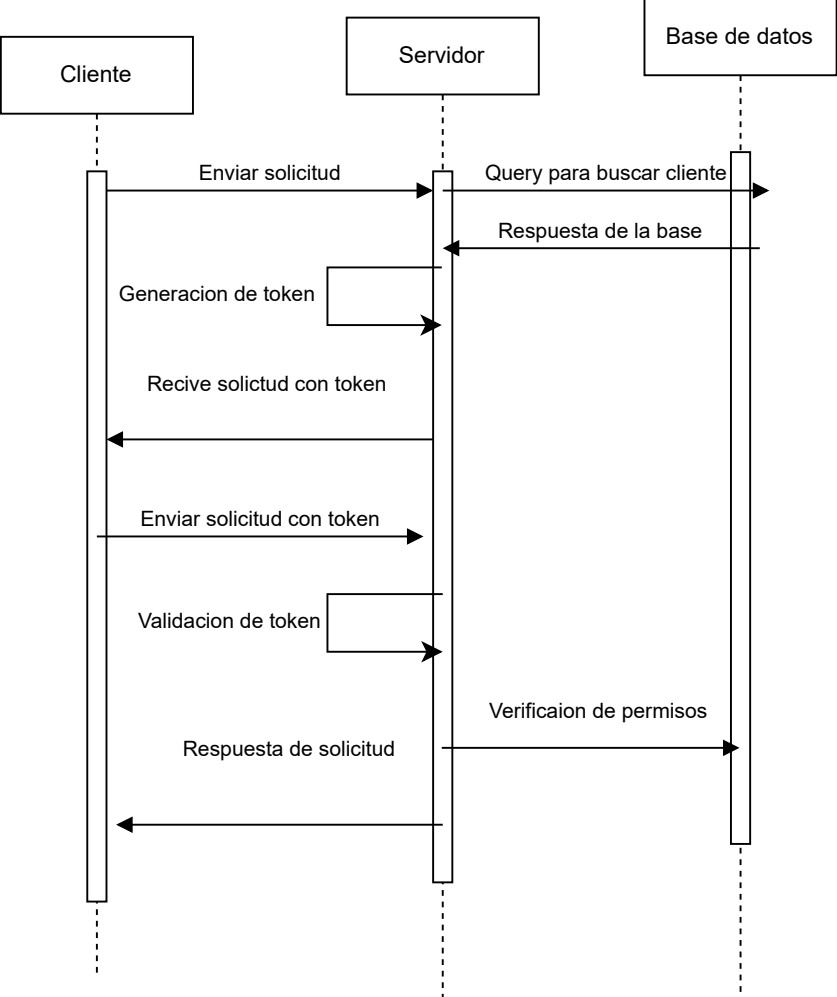 Cliente
Servidor
Base de datos
Enviar solicitud
Query para buscar cliente
Respuesta de la base
Generacion de token
Recive solictud con token
Enviar solicitud con token
Validacion de token
Verificaion de permisos
Respuesta de solicitud